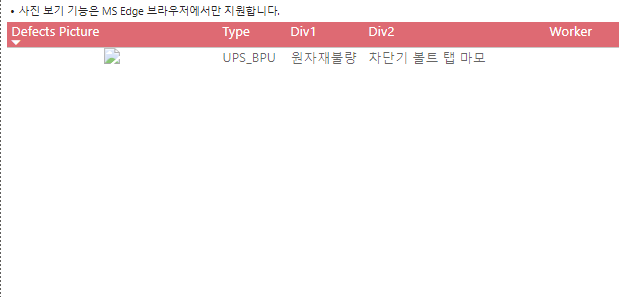 • 사진 보기 기능은 MS Edge 브라우저에서만 지원합니다.
Defects Picture Type Div1 Div2 Worker
UPS_BPU 원자재불량 차단기 볼트 탭 마모